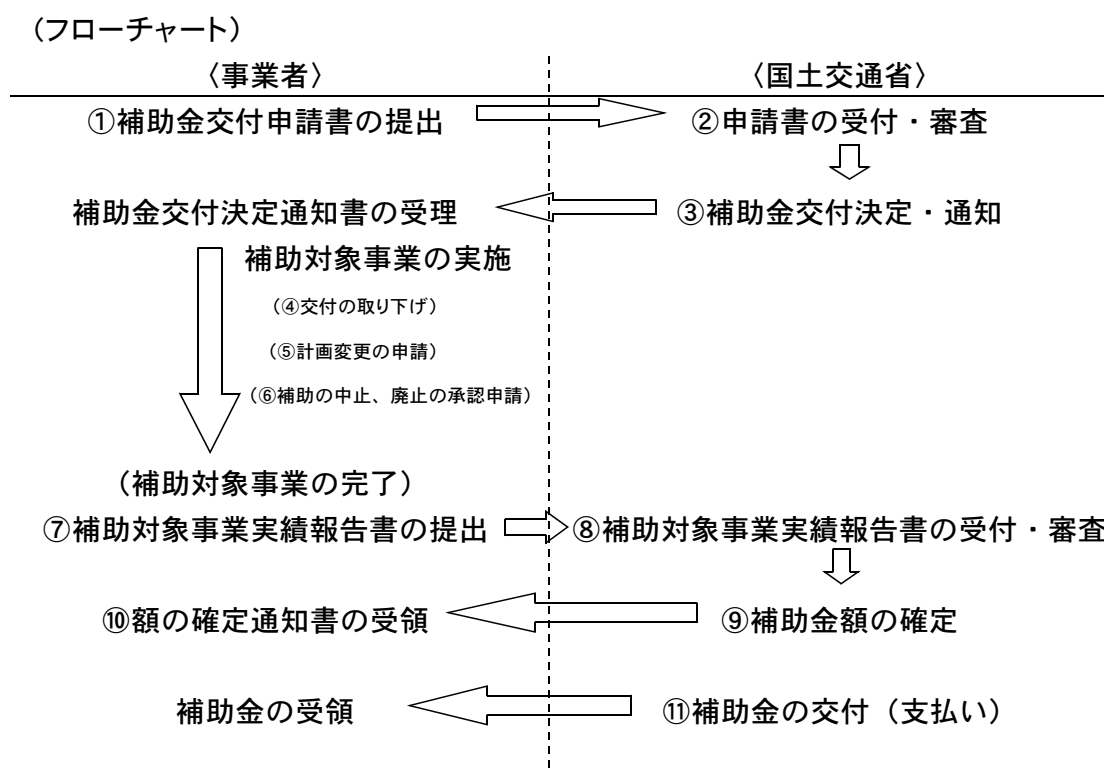 （フローチャート）
〈事業者〉 〈国土交通省〉
①補助金交付申請書の提出 ②申請書の受付・審査
補助金交付決定通知書の受理 ③補助金交付決定・通知
補助対象事業の実施
（④交付の取り下げ）
（⑤計画変更の申請）
（⑥補助の中止、廃止の承認申請）
（補助対象事業の完了）
⑦補助対象事業実績報告書の提出 ⑧補助対象事業実績報告書の受付・審査
⑩額の確定通知書の受領 ⑨補助金額の確定
補助金の受領 ⑪補助金の交付（支払い）